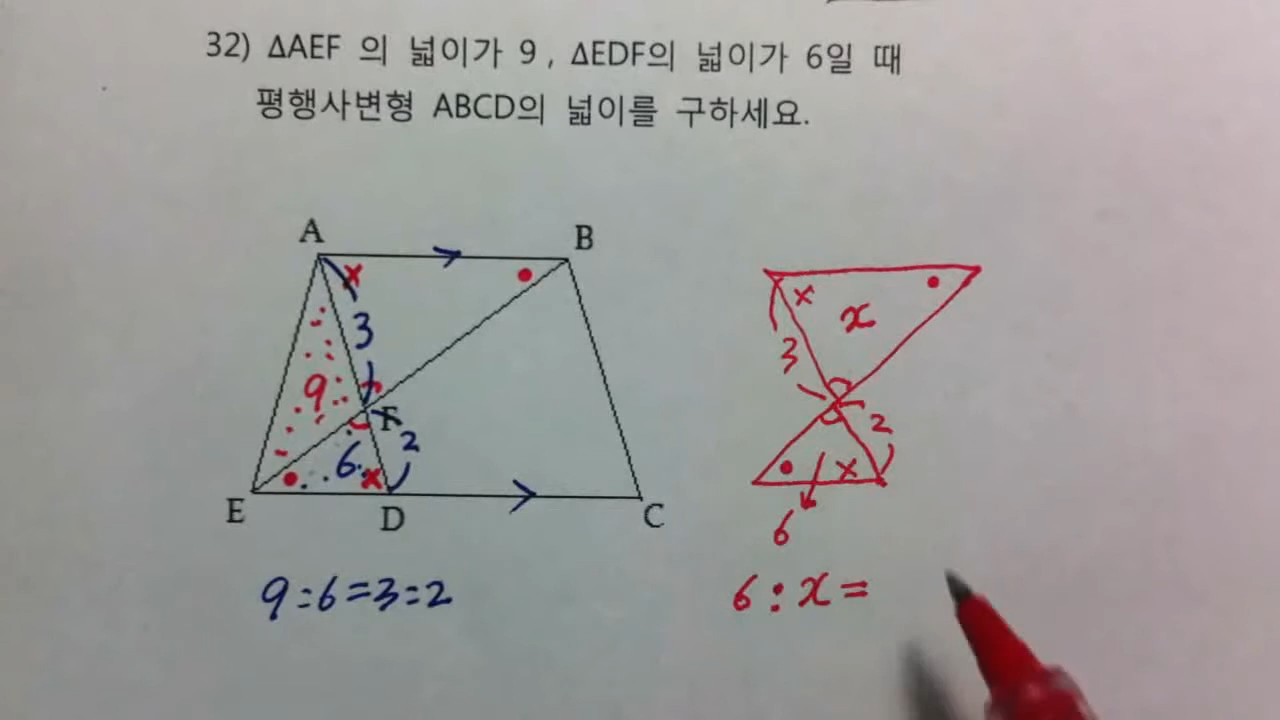 32) ΔAEF 의 넓이가 9 , ΔEDF의 넓이가 6일 때
평행사변형 ABCD의 넓이를 구하세요.
A
B
x
x
x
3
3
9
F
2
2
6
x
x
E
D
C
6
9:6=3:2
6:x=